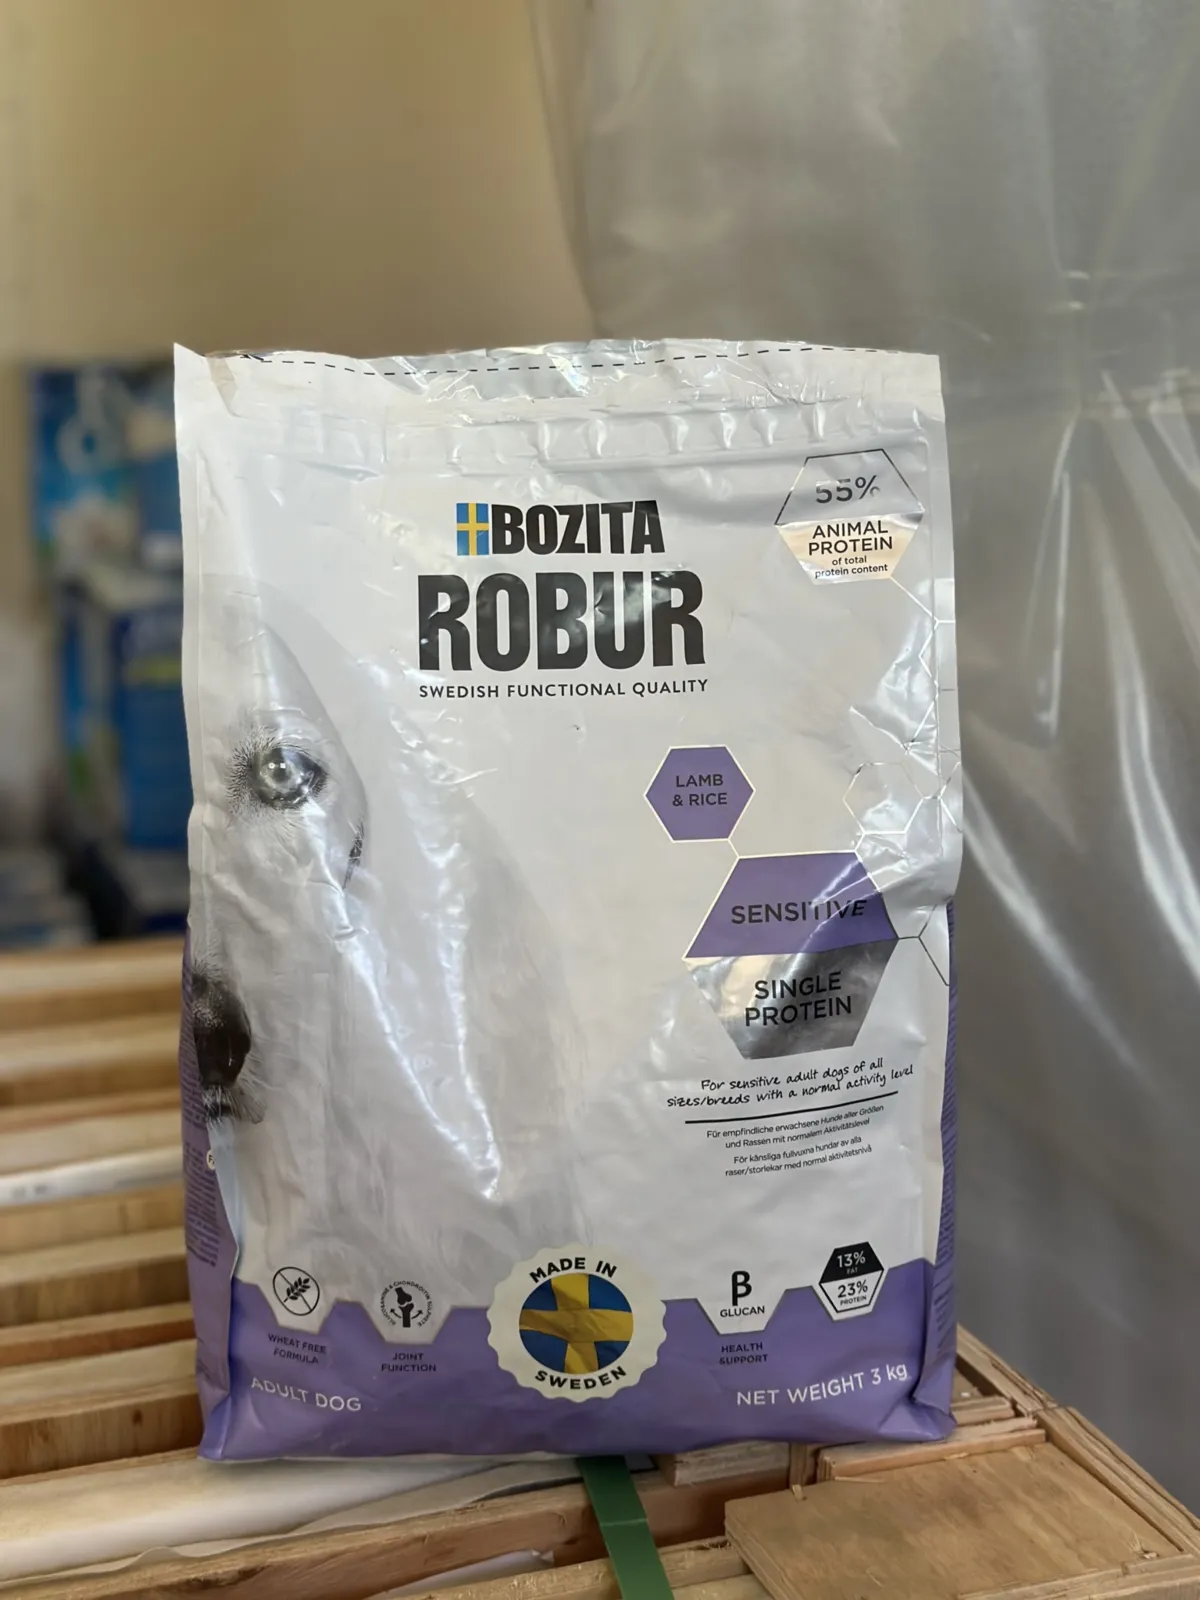 BOZITA
ROBUR
SWEDISH FUNCTIONAL QUALITY
55%
ANIMAL
PROTEIN
of total
protein content
LAMB
& RICE
SENSITIVE
SINGLE
PROTEIN
For sensitive adult dogs of all
sizes/breeds with a normal activity level
Für empfindliche erwachsene Hunde aller Größen
und Rassen mit normalem Aktivitätslevel
För känsliga fullvuxna hundar av alla
raser/storlekar med normal aktivitetsnivå
WHEAT FREE
FORMULA
GLUCOSAMINE & CHONDROITIN SULPHATE
JOINT
FUNCTION
MADE IN
SWEDEN
β
GLUCAN
HEALTH
SUPPORT
13%
FAT
23%
PROTEIN
ADULT DOG
NET WEIGHT 3 kg